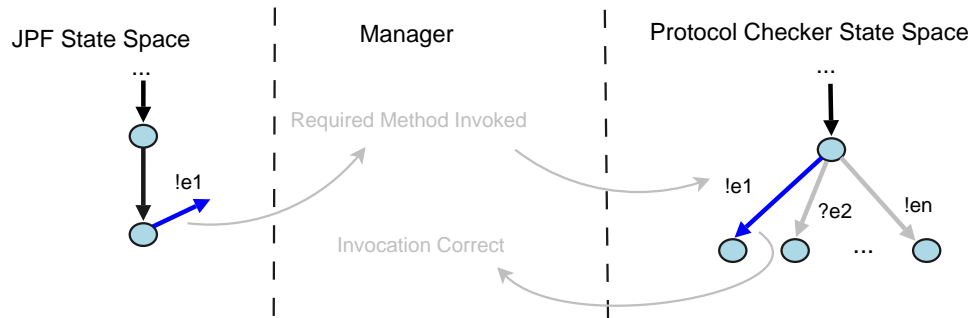 JPF State Space
Manager
Protocol Checker State Space
...
...
Required Method Invoked
!e1
!e1
?e2
!en
Invocation Correct
...